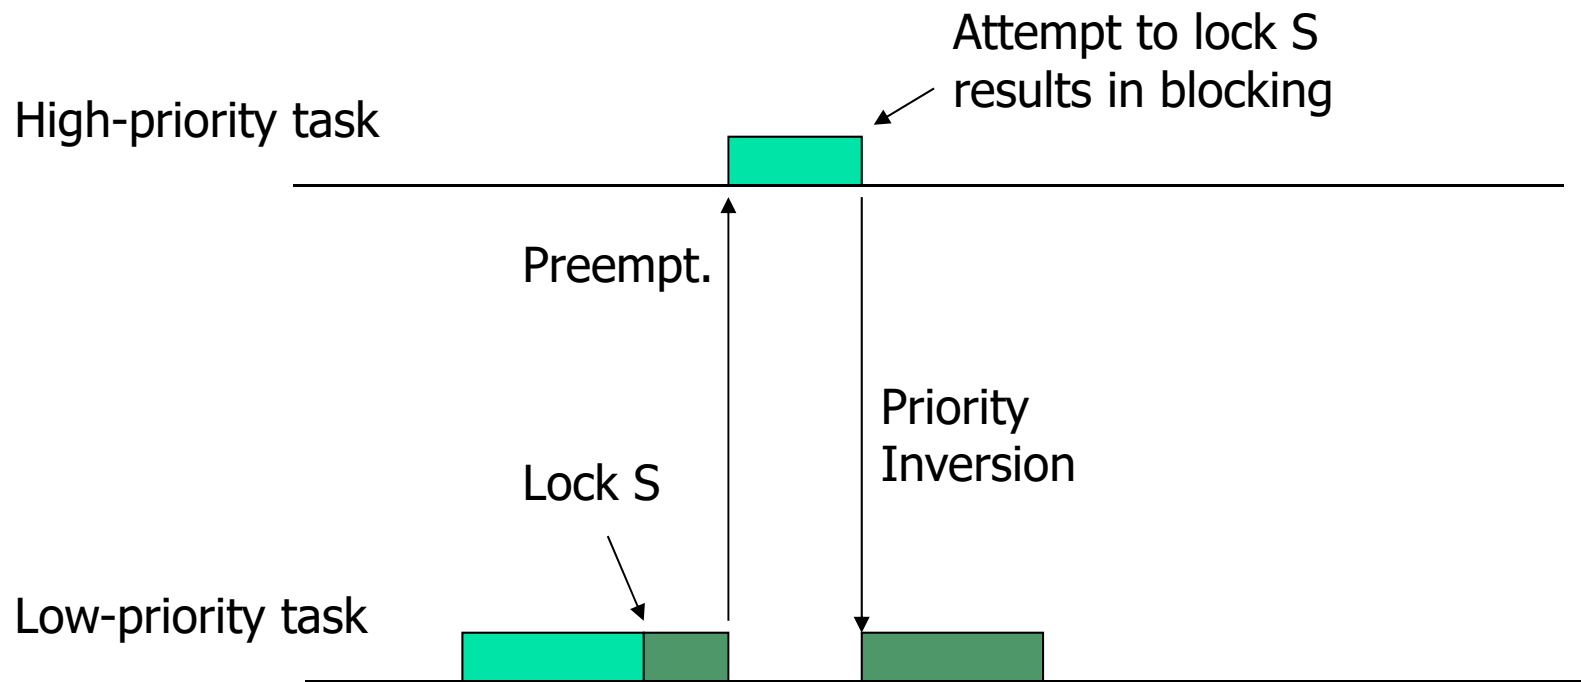 Attempt to lock S
results in blocking
High-priority task
Preempt.
Priority
Inversion
Lock S
Low-priority task